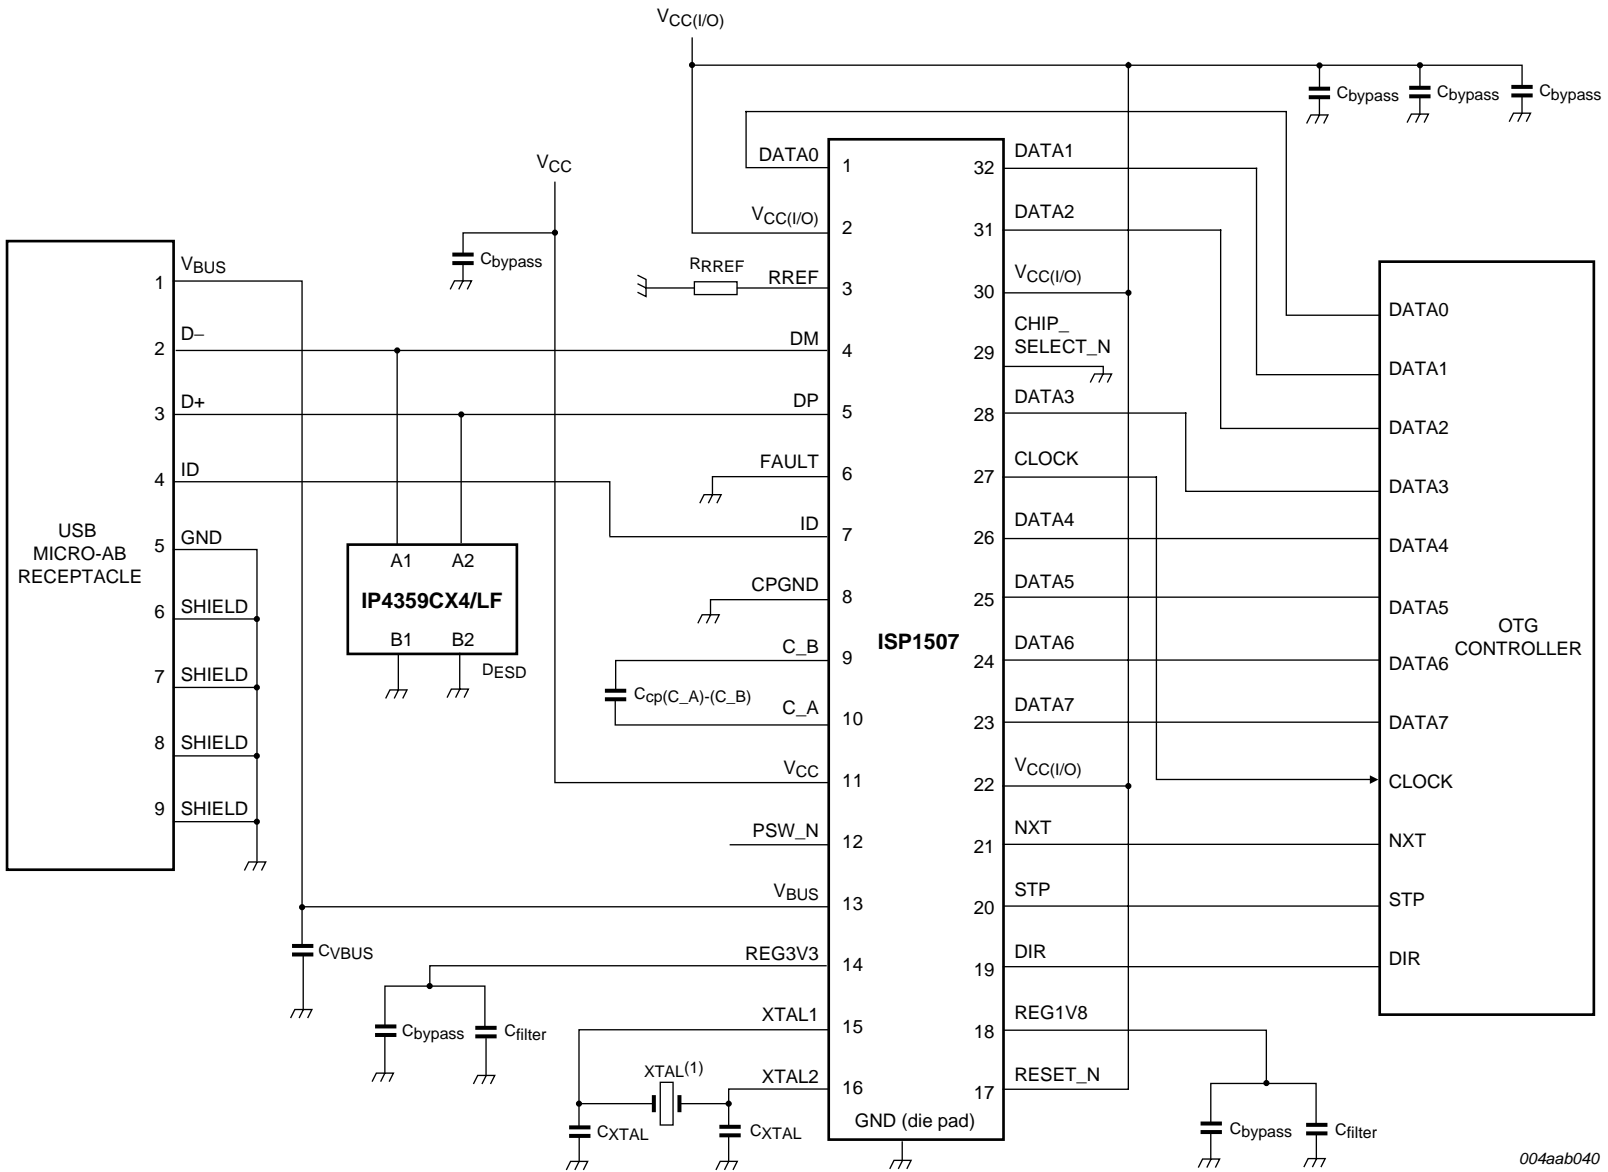 VCC(I/O)
Cbypass
Cbypass
Cbypass
VCC
Cbypass
USB
MICRO-AB
RECEPTACLE
1
VBUS
2
D−
3
D+
4
ID
5
GND
6
SHIELD
7
SHIELD
8
SHIELD
9
SHIELD
A1
A2
IP4359CX4/LF
B1
B2
DESD
CVBUS
Cbypass
Cfilter
RRREF
Ccp(C_A)-(C_B)
XTAL(1)
CXTAL
CXTAL
DATA0
1
VCC(I/O)
2
RREF
3
DM
4
DP
5
FAULT
6
ID
7
CPGND
8
C_B
9
C_A
10
VCC
11
PSW_N
12
VBUS
13
REG3V3
14
XTAL1
15
XTAL2
16
ISP1507
GND (die pad)
32
DATA1
31
DATA2
30
VCC(I/O)
29
CHIP_
SELECT_N
28
DATA3
27
CLOCK
26
DATA4
25
DATA5
24
DATA6
23
DATA7
22
VCC(I/O)
21
NXT
20
STP
19
DIR
18
REG1V8
17
RESET_N
Cbypass
Cfilter
DATA0
DATA1
DATA2
DATA3
DATA4
DATA5
DATA6
DATA7
CLOCK
NXT
STP
DIR
OTG
CONTROLLER
004aab040